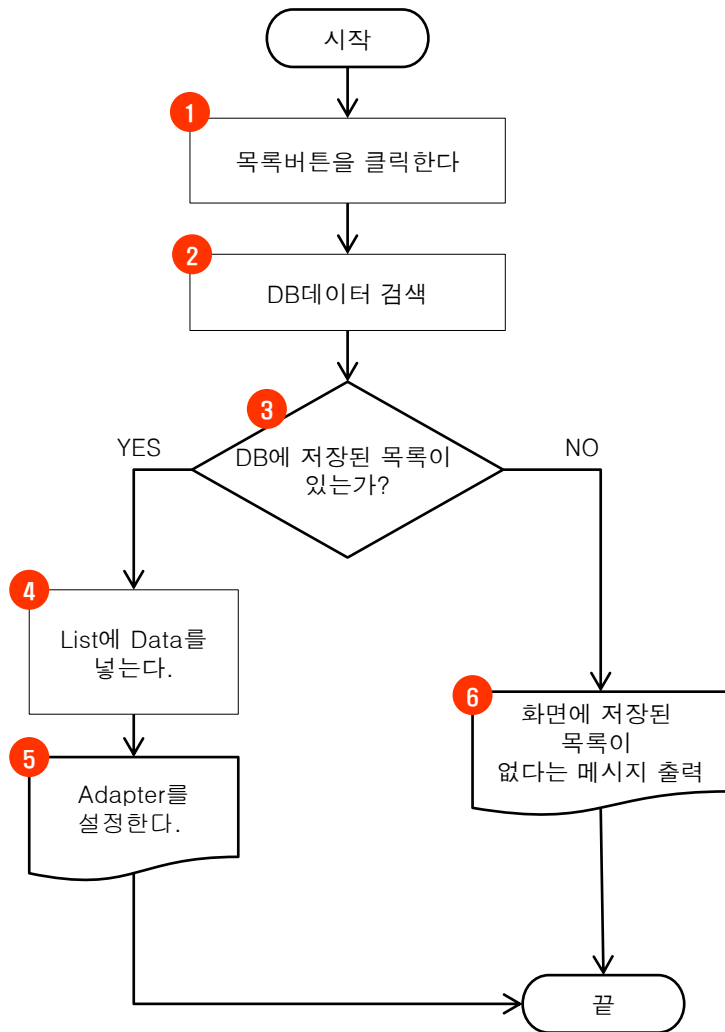 시작
1
목록버튼을 클릭한다
2
DB데이터 검색
3
DB에 저장된 목록이
있는가?
YES
NO
4
List에 Data를
넣는다.
5
Adapter를
설정한다.
6
화면에 저장된
목록이
없다는 메시지 출력
끝